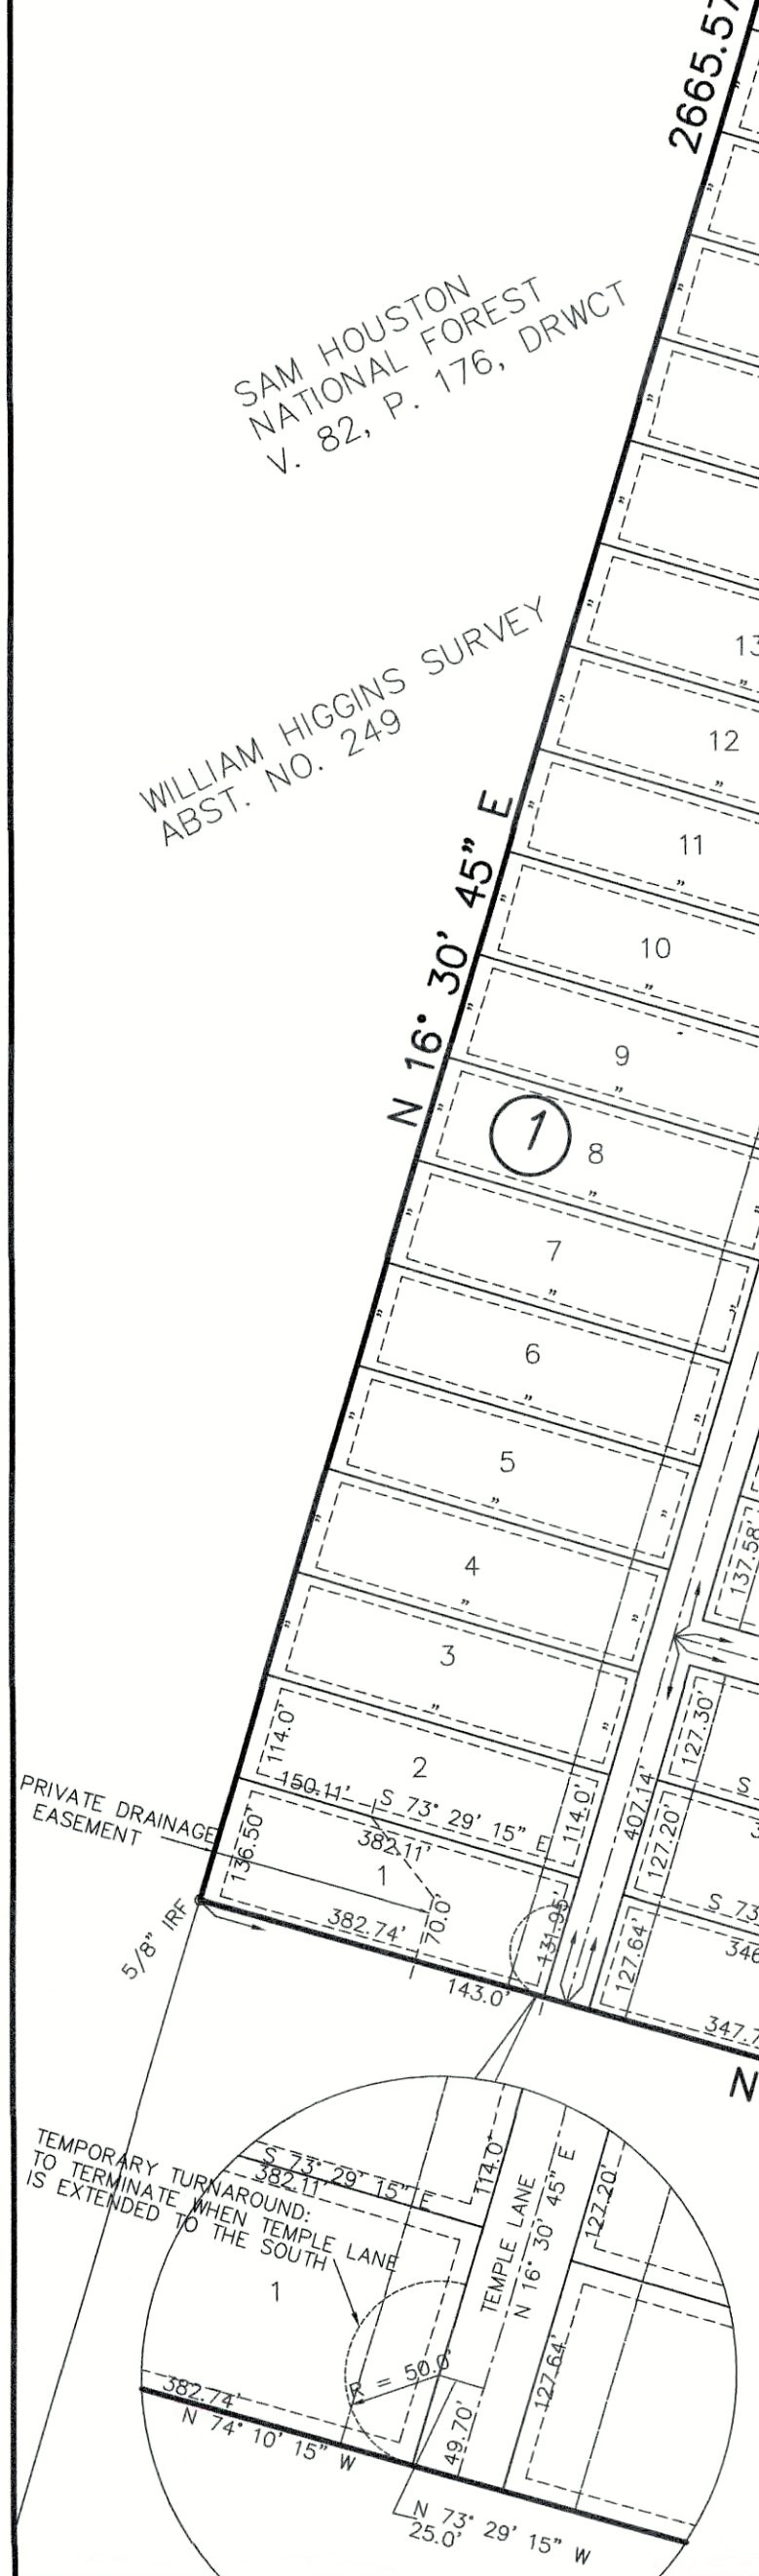 2665.57
SAM HOUSTON
NATIONAL FOREST
V. 82, P. 176, DRWCT
WILLIAM HIGGINS SURVEY
ABST. NO. 249
N 16° 30' 45" E
13
"
12
"
11
"
10
"
9
"
1
8
"
7
"
6
"
5
"
4
"
3
"
137.58'
114.0'
2
127.30'
S
150.11'
S 73° 29' 15" E
382.11'
114.0'
407.14'
127.20'
PRIVATE DRAINAGE
EASEMENT
136.50'
1
382.74'
70.0'
131.95'
143.0'
S 73
346
127.64'
347.7
5/8" IRF
N
TEMPORARY TURNAROUND:
TO TERMINATE WHEN TEMPLE LANE
IS EXTENDED TO THE SOUTH
S 73° 29' 15" E
382.11'
114.0'
TEMPLE LANE
N 16° 30' 45" E
127.20'
1
R = 50.0'
127.64'
382.74'
N 74° 10' 15" W
49.70'
N 73° 29' 15" W
25.0'